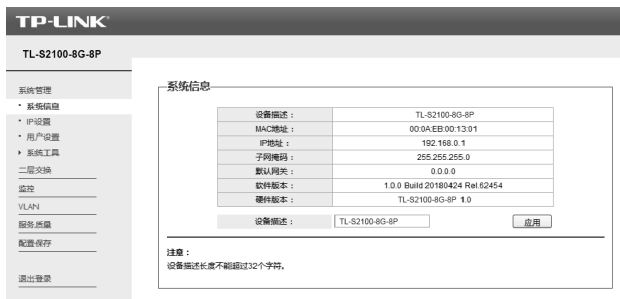 TP-LINK®
TL-S2100-8G-8P
系统管理
• 系统信息
• IP设置
• 用户设置
▸ 系统工具
二层交换
监控
VLAN
服务质量
配置保存
退出登录
系统信息
设备描述： TL-S2100-8G-8P
MAC地址： 00:0A:EB:00:13:01
IP地址： 192.168.0.1
子网掩码： 255.255.255.0
默认网关： 0.0.0.0
软件版本： 1.0.0 Build 20180424 Rel.62454
硬件版本： TL-S2100-8G-8P 1.0
设备描述： TL-S2100-8G-8P 应用
注意：
设备描述长度不能超过32个字符。